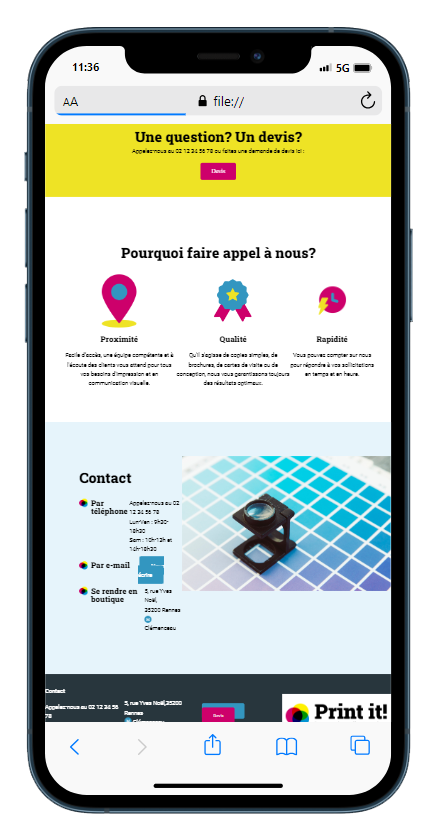 11:36
5G
AA
file://
Une question? Un devis?
Appelez-nous au 02 12 34 56 78 ou faites une demande de devis ici :
Devis
Pourquoi faire appel à nous?
Proximité
Qualité
Rapidité
Facile d'accès, une équipe compétente et à
l'écoute des clients vous attend pour tous
vos besoins d'impression et en
communication visuelle.
Qu'il s'agisse de copies simples, de
brochures, de cartes de visite ou de
conception, nous vous garantissons toujours
des résultats optimaux.
Vous pouvez compter sur nous
pour répondre à vos sollicitations
en temps et en heure.
Contact
Par
téléphone
Appelez-nous au 02
12 34 56 78
Lun-Ven : 9h30-
18h30
Sam : 10h-13h et
14h-18h30
Par e-mail
Se rendre en
boutique
5, rue Yves
Noël,
35200 Rennes
M
Clémenceau
Contact
Appelez-nous au 02 12 34 56
78
5, rue Yves Noël,35200
Rennes
Devis
Print it!